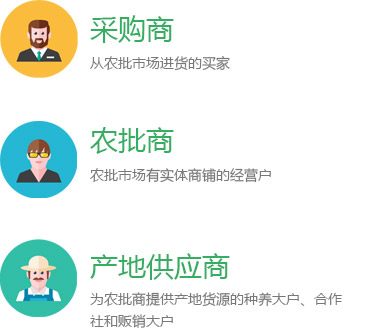 采购商
从农批市场进货的买家
农批商
农批市场有实体商铺的经营户
产地供应商
为农批商提供产地货源的种养大户、合作
社和贩销大户